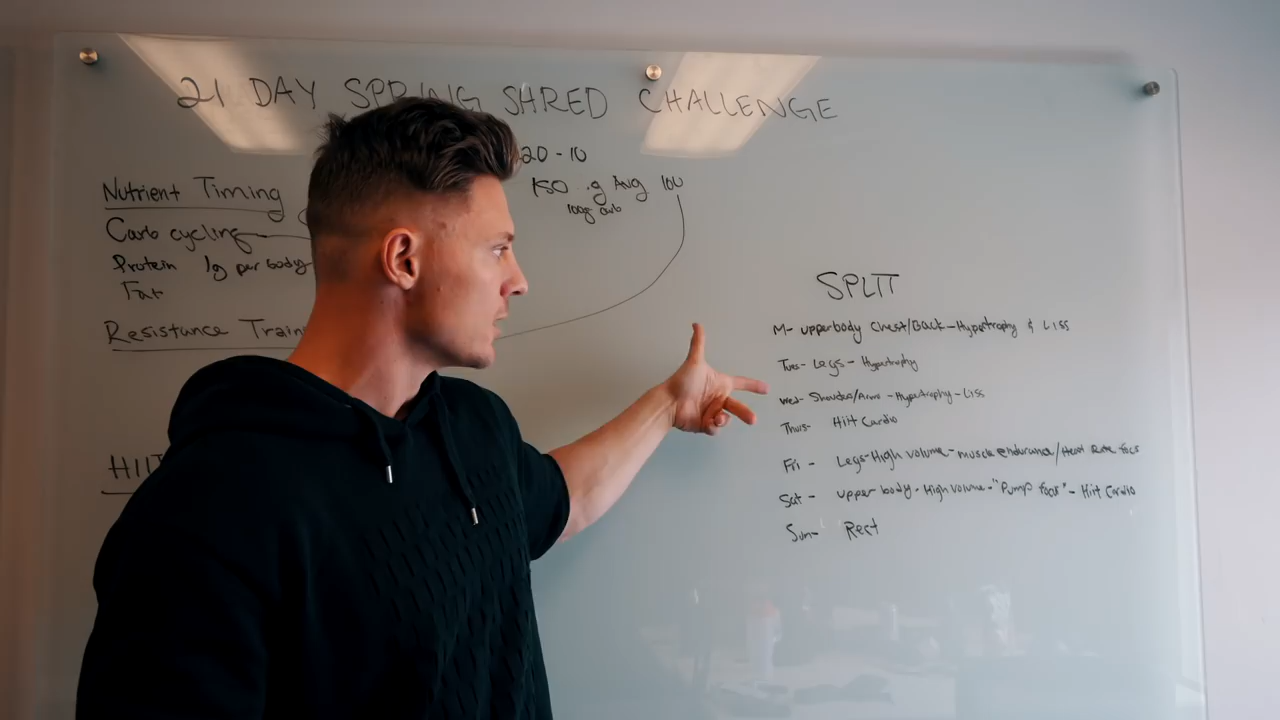 21 DAY SPRING SHRED CHALLENGE
20-10
150 g Avg 100
100g carb
Nutrient Timing
Carb cycling
Protein 1g per body
Fat
Resistance Train
HIIT
SPLIT
M- upperbody Chest/Back-Hypertrophy & Liss
Tues- Legs- Hypertrophy
Wed- Shoulder/Arms -Hypertrophy-Liss
Thurs- Hiit Cardio
Fri - Legs-High volume-muscle endurance/Heart Rate focus
Sat - upper body-High volume-"Pump focus"- Hiit Cardio
Sun- Rest